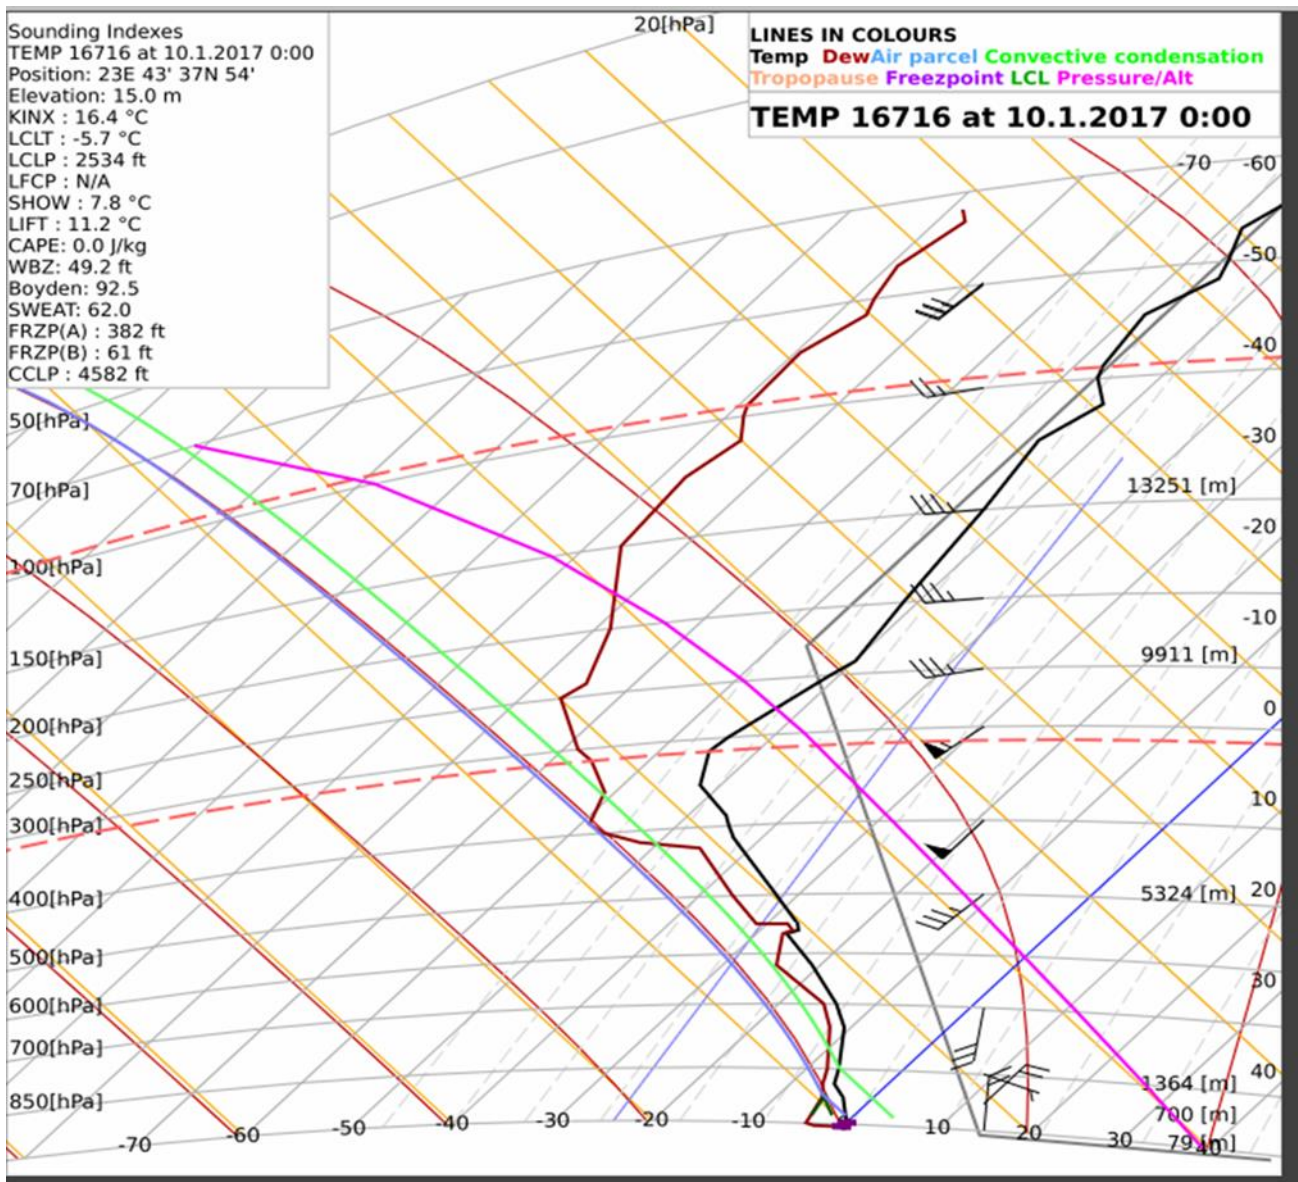 Sounding Indexes
TEMP 16716 at 10.1.2017 0:00
Position: 23E 43' 37N 54'
Elevation: 15.0 m
KINX : 16.4 °C
LCLT : -5.7 °C
LCLP : 2534 ft
LFCP : N/A
SHOW : 7.8 °C
LIFT : 11.2 °C
CAPE: 0.0 J/kg
WBZ: 49.2 ft
Boyden: 92.5
SWEAT: 62.0
FRZP(A) : 382 ft
FRZP(B) : 61 ft
CCLP : 4582 ft
20[hPa]
LINES IN COLOURS
Temp Dew Air parcel Convective condensation
Tropopause Freezpoint LCL Pressure/Alt
TEMP 16716 at 10.1.2017 0:00
-70 -60
-50
-40
50[hPa]
-30
70[hPa]
13251 [m]
-20
100[hPa]
-10
150[hPa]
9911 [m]
0
200[hPa]
250[hPa]
10
300[hPa]
20
400[hPa]
5324 [m]
500[hPa]
30
600[hPa]
700[hPa]
40
1364 [m]
850[hPa]
700 [m]
79 [m]
-70 -60 -50 -40 -30 -20 -10 0 10 20 30 40